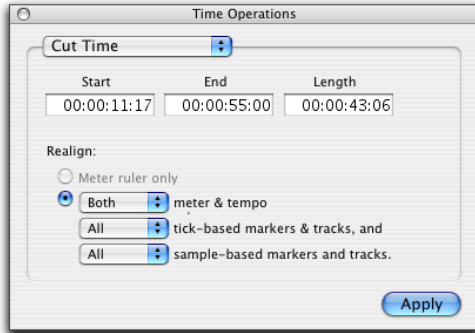 Time Operations
Cut Time
Start End Length
00:00:11:17 00:00:55:00 00:00:43:06
Realign:
Meter ruler only
Both meter & tempo
All tick-based markers & tracks, and
All sample-based markers and tracks.
Apply